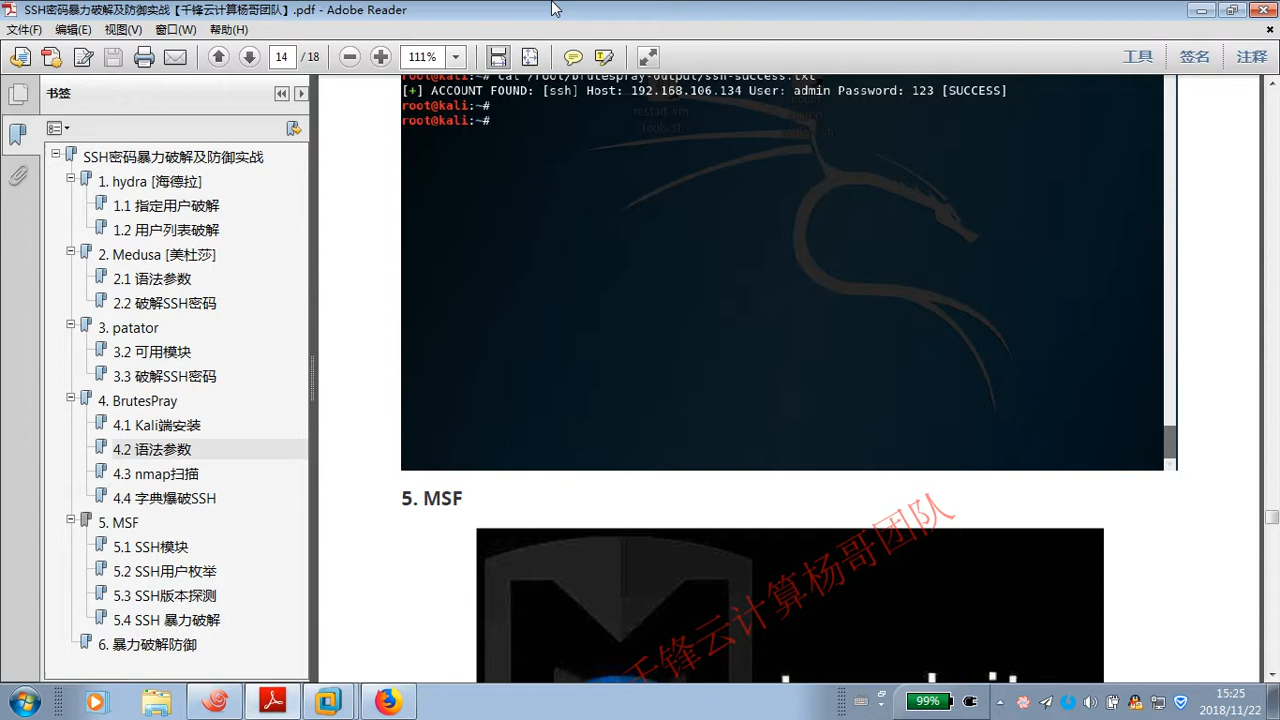 SSH密码暴力破解及防御实战【千锋云计算杨哥团队】.pdf - Adobe Reader
文件(F) 编辑(E) 视图(V) 窗口(W) 帮助(H)
14 / 18 111% 工具 签名 注释
书签
SSH密码暴力破解及防御实战
1. hydra [海德拉]
1.1 指定用户破解
1.2 用户列表破解
2. Medusa [美杜莎]
2.1 语法参数
2.2 破解SSH密码
3. patator
3.2 可用模块
3.3 破解SSH密码
4. BrutesPray
4.1 Kali端安装
4.2 语法参数
4.3 nmap扫描
4.4 字典爆破SSH
5. MSF
5.1 SSH模块
5.2 SSH用户枚举
5.3 SSH版本探测
5.4 SSH 暴力破解
6. 暴力破解防御
root@kali:~# cat /root/brutespray-output/ssh-success.txt
[+] ACCOUNT FOUND: [ssh] Host: 192.168.106.134 User: admin Password: 123 [SUCCESS]
root@kali:~#
root@kali:~#
restart-vm
5. MSF
千锋云计算杨哥团队
99%
15:25
2018/11/22